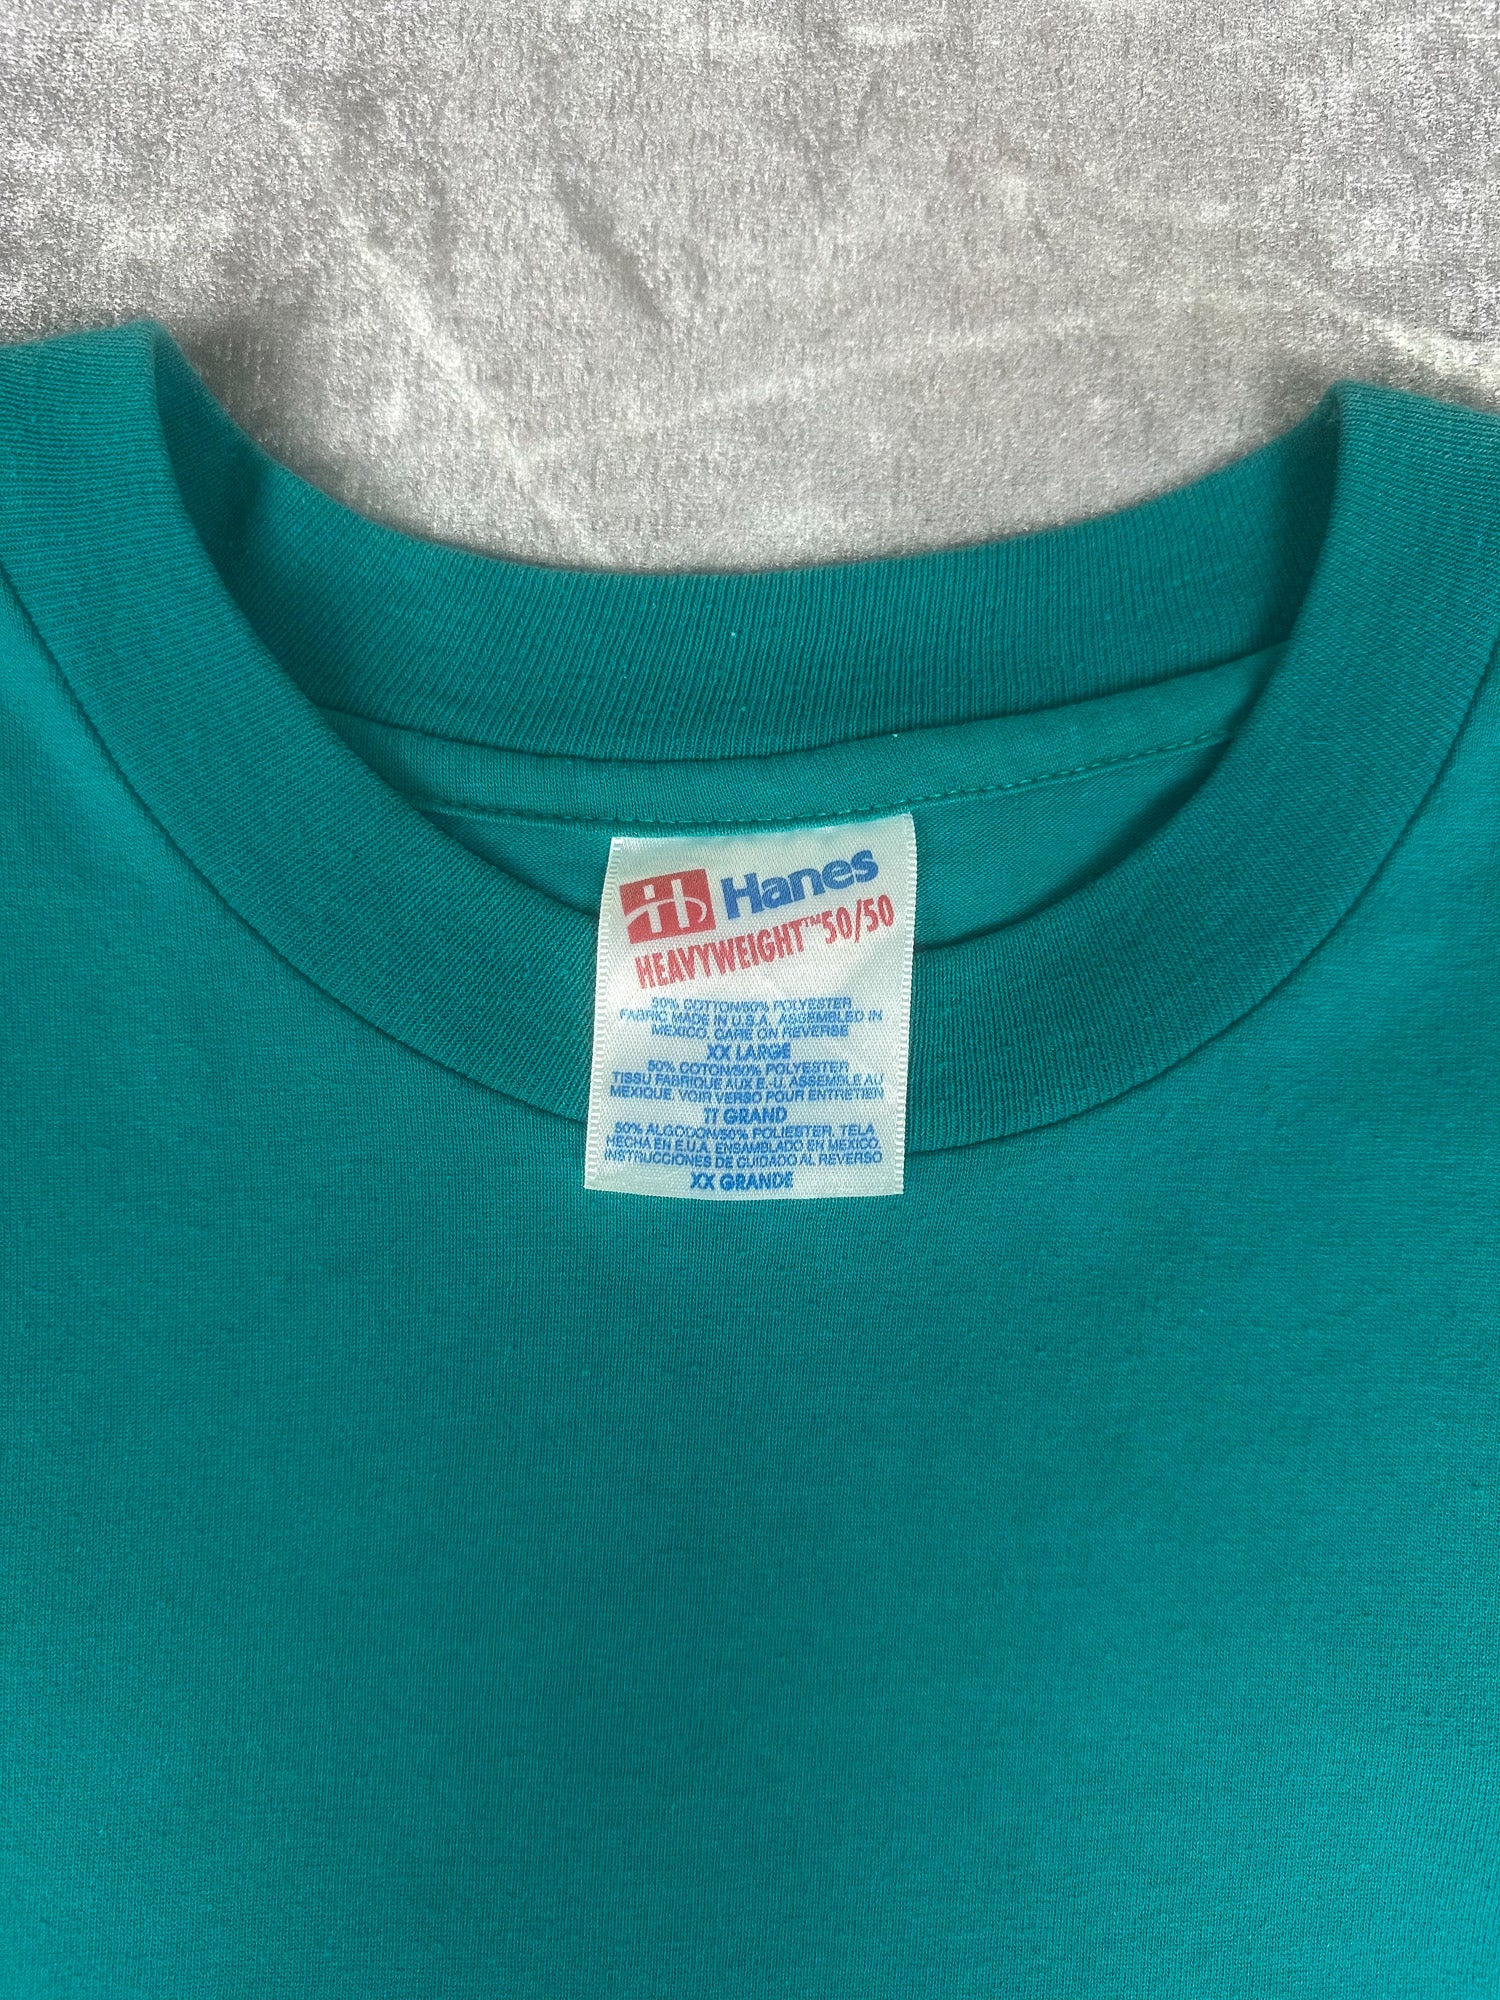 Hanes
HEAVYWEIGHT™ 50/50
50% COTTON/50% POLYESTER
FABRIC MADE IN U.S.A. ASSEMBLED IN
MEXICO. CARE ON REVERSE
XX LARGE
50% COTON/50% POLYESTER
TISSU FABRIQUE AUX E.-U. ASSEMBLE AU
MEXIQUE. VOIR VERSO POUR ENTRETIEN
TT GRAND
50% ALGODON/50% POLIESTER, TELA
HECHA EN E.U.A. ENSAMBLADO EN MEXICO.
INSTRUCCIONES DE CUIDADO AL REVERSO
XX GRANDE